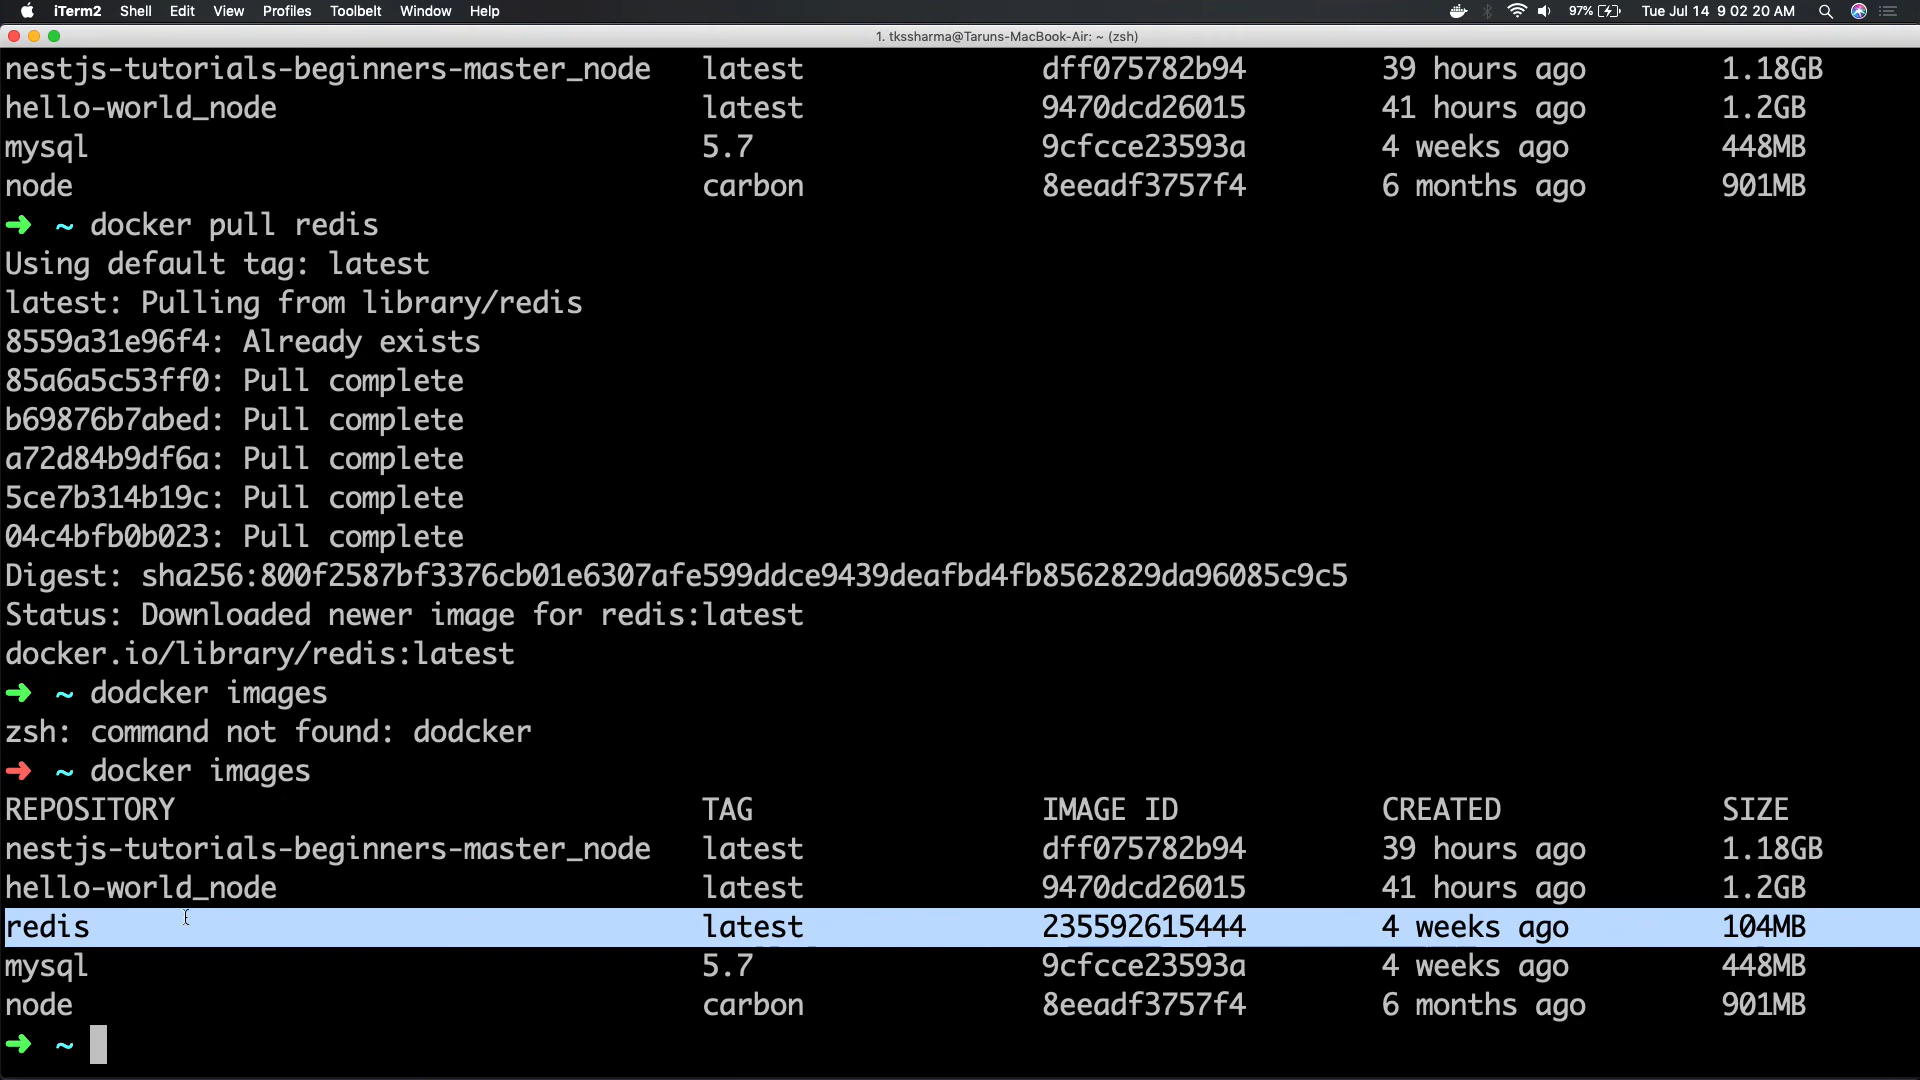 iTerm2 Shell Edit View Profiles Toolbelt Window Help 97% Tue Jul 14 9 02 20 AM
1. tkssharma@Taruns-MacBook-Air: ~ (zsh)
nestjs-tutorials-beginners-master_node latest dff075782b94 39 hours ago 1.18GB
hello-world_node latest 9470dcd26015 41 hours ago 1.2GB
mysql 5.7 9cfcce23593a 4 weeks ago 448MB
node carbon 8eeadf3757f4 6 months ago 901MB
➜ ~ docker pull redis
Using default tag: latest
latest: Pulling from library/redis
8559a31e96f4: Already exists
85a6a5c53ff0: Pull complete
b69876b7abed: Pull complete
a72d84b9df6a: Pull complete
5ce7b314b19c: Pull complete
04c4bfb0b023: Pull complete
Digest: sha256:800f2587bf3376cb01e6307afe599ddce9439deafbd4fb8562829da96085c9c5
Status: Downloaded newer image for redis:latest
docker.io/library/redis:latest
➜ ~ dodcker images
zsh: command not found: dodcker
➜ ~ docker images
REPOSITORY TAG IMAGE ID CREATED SIZE
nestjs-tutorials-beginners-master_node latest dff075782b94 39 hours ago 1.18GB
hello-world_node latest 9470dcd26015 41 hours ago 1.2GB
redis latest 235592615444 4 weeks ago 104MB
mysql 5.7 9cfcce23593a 4 weeks ago 448MB
node carbon 8eeadf3757f4 6 months ago 901MB
➜ ~